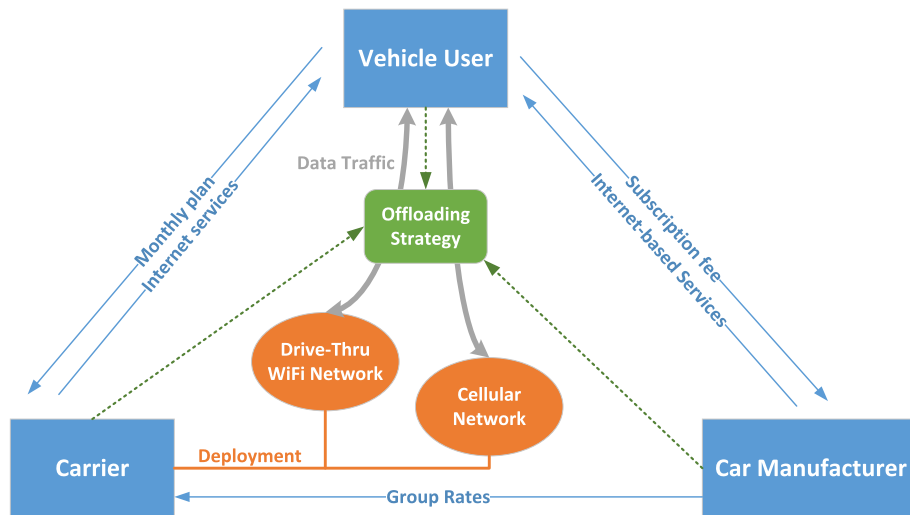 Vehicle User
Data Traffic
Monthly plan
Internet services
Subscription fee
Internet-based Services
Offloading
Strategy
Drive-Thru
WiFi Network
Cellular
Network
Deployment
Carrier
Car Manufacturer
Group Rates